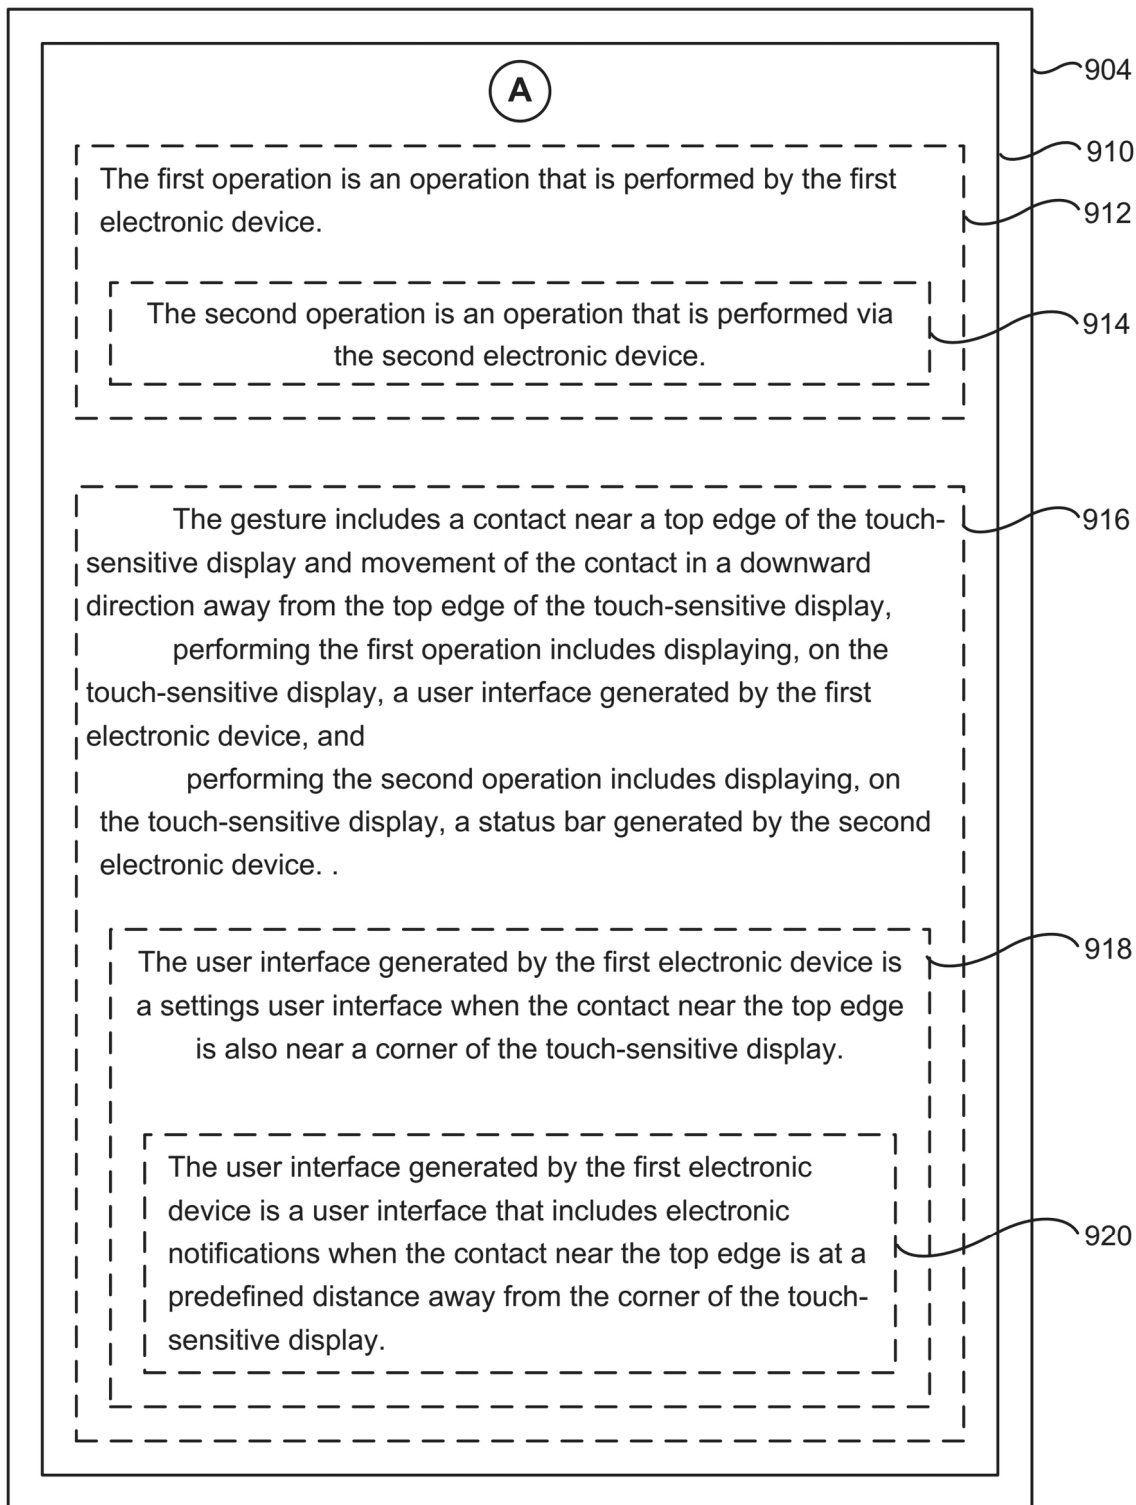 A
904
910
The first operation is an operation that is performed by the first
electronic device.
912
The second operation is an operation that is performed via
the second electronic device.
914
The gesture includes a contact near a top edge of the touch-
sensitive display and movement of the contact in a downward
direction away from the top edge of the touch-sensitive display,
performing the first operation includes displaying, on the
touch-sensitive display, a user interface generated by the first
electronic device, and
performing the second operation includes displaying, on
the touch-sensitive display, a status bar generated by the second
electronic device. .
916
The user interface generated by the first electronic device is
a settings user interface when the contact near the top edge
is also near a corner of the touch-sensitive display.
918
The user interface generated by the first electronic
device is a user interface that includes electronic
notifications when the contact near the top edge is at a
predefined distance away from the corner of the touch-
sensitive display.
920